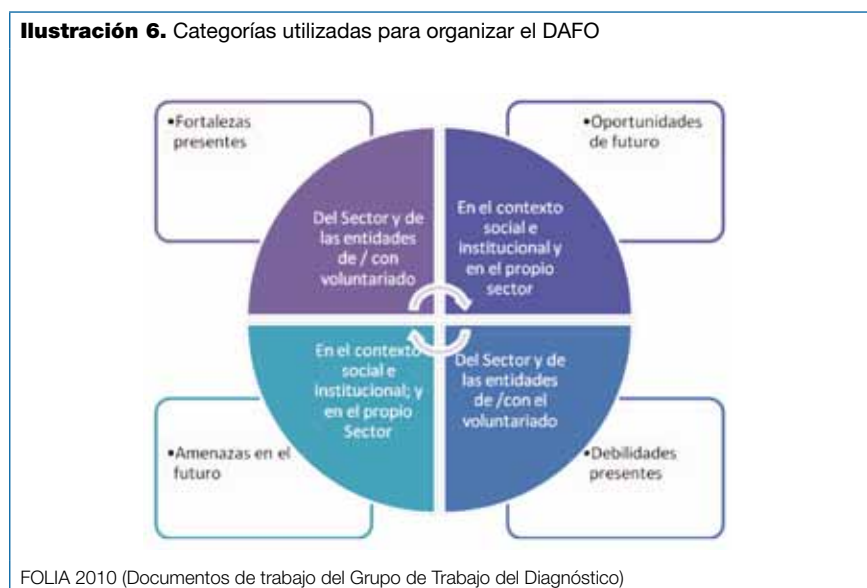 Ilustración 6. Categorías utilizadas para organizar el DAFO
•Fortalezas
presentes
•Oportunidades
de futuro
Del Sector y de
las entidades
de / con
voluntariado
En el contexto
social e
institucional y
en el propio
sector
En el contexto
social e
institucional; y
en el propio
Sector
Del Sector y de
las entidades
de /con el
voluntariado
•Amenazas en el
futuro
•Debilidades
presentes
FOLIA 2010 (Documentos de trabajo del Grupo de Trabajo del Diagnóstico)